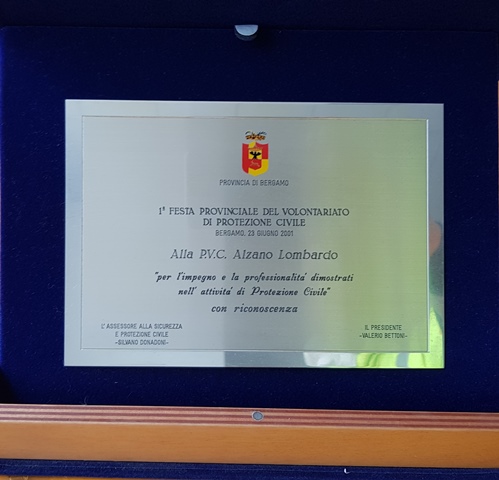 PROVINCIA DI BERGAMO
1ª FESTA PROVINCIALE DEL VOLONTARIATO
DI PROTEZIONE CIVILE
BERGAMO, 23 GIUGNO 2001
Alla P.V.C. Alzano Lombardo
"per l'impegno e la professionalità dimostrati
nell' attività di Protezione Civile"
con riconoscenza
L'ASSESSORE ALLA SICUREZZA
E PROTEZIONE CIVILE
-SILVANO DONADONI-
IL PRESIDENTE
-VALERIO BETTONI-